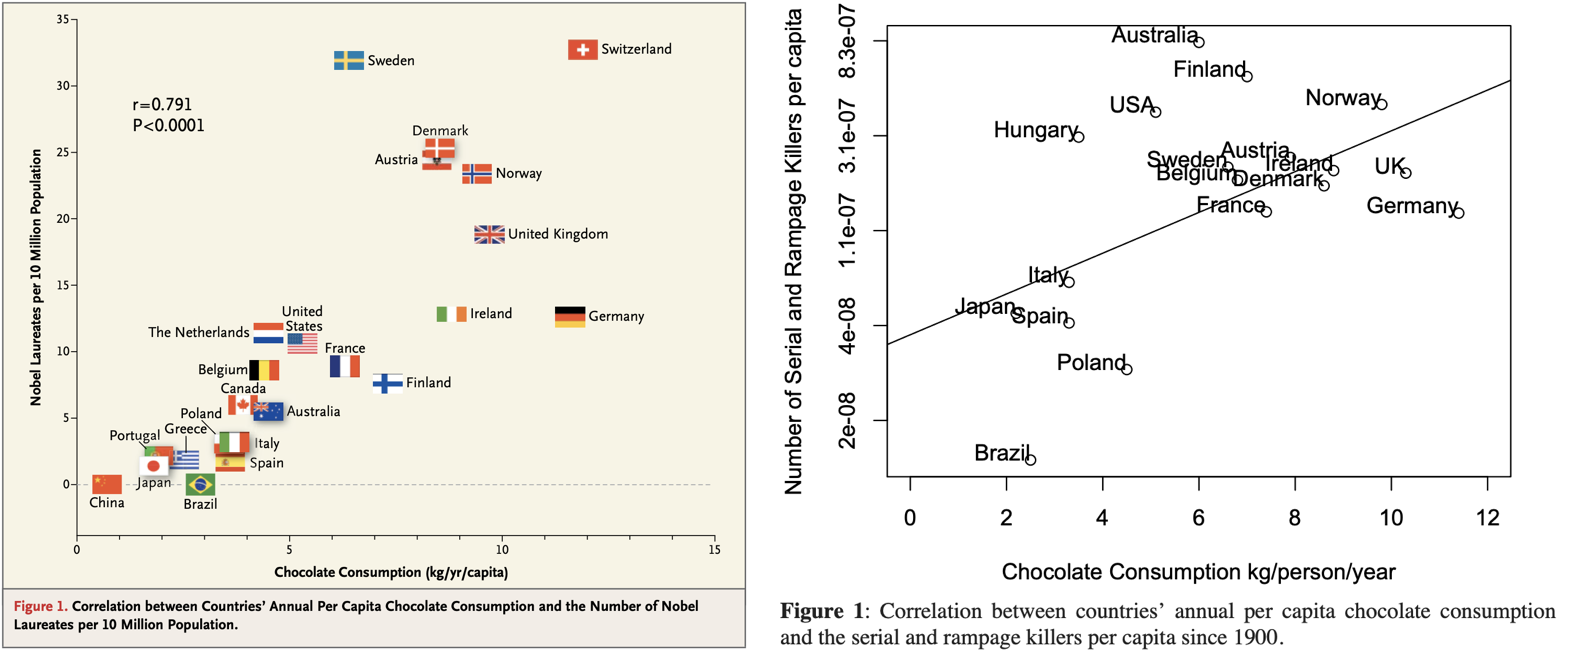 35
30
25
20
15
10
5
0
Nobel Laureates per 10 Million Population
r=0.791
P<0.0001
Switzerland
Sweden
Denmark
Austria
Norway
United Kingdom
Ireland
Germany
United
States
The Netherlands
France
Belgium
Finland
Canada
Australia
Poland
Greece
Portugal
Italy
Spain
Japan
China
Brazil
0
5
10
15
Chocolate Consumption (kg/yr/capita)
Figure 1. Correlation between Countries’ Annual Per Capita Chocolate Consumption and the Number of Nobel
Laureates per 10 Million Population.
Number of Serial and Rampage Killers per capita
8.3e-07
3.1e-07
1.1e-07
4e-08
2e-08
Australia
Finland
USA
Norway
Hungary
Austria
Sweden
Ireland
UK
Belgium
Denmark
France
Germany
Italy
Japan
Spain
Poland
Brazil
0
2
4
6
8
10
12
Chocolate Consumption kg/person/year
Figure 1: Correlation between countries’ annual per capita chocolate consumption
and the serial and rampage killers per capita since 1900.